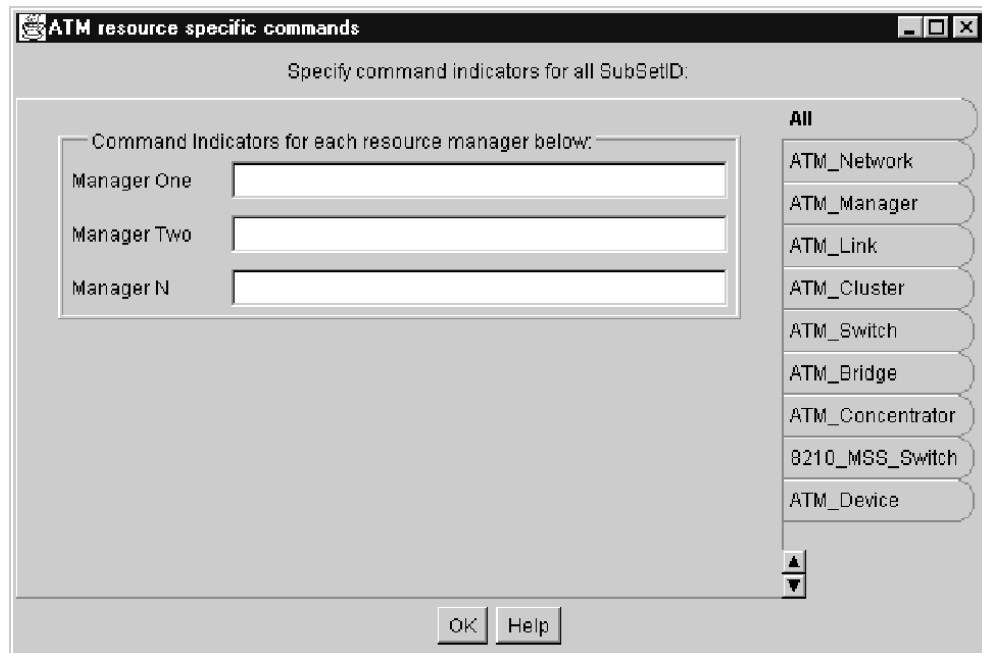 ATM resource specific commands
Specify command indicators for all SubSetID:
Command Indicators for each resource manager below:
Manager One
Manager Two
Manager N
All
ATM_Network
ATM_Manager
ATM_Link
ATM_Cluster
ATM_Switch
ATM_Bridge
ATM_Concentrator
8210_MSS_Switch
ATM_Device
OK Help